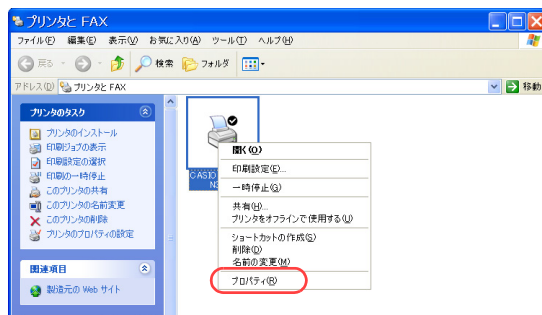 プリンタと FAX
ファイル(F) 編集(E) 表示(V) お気に入り(A) ツール(T) ヘルプ(H)
戻る 検索 フォルダ
アドレス(D) プリンタと FAX 移動
プリンタのタスク
プリンタのインストール
印刷ジョブの表示
印刷設定の選択
印刷の一時停止
このプリンタの共有
このプリンタの名前変更
このプリンタの削除
プリンタのプロパティの設定
関連項目
製造元の Web サイト
CASIO
開く(O)
印刷設定(E)...
一時停止(G)
共有(H)...
プリンタをオフラインで使用する(U)
ショートカットの作成(S)
削除(D)
名前の変更(M)
プロパティ(R)